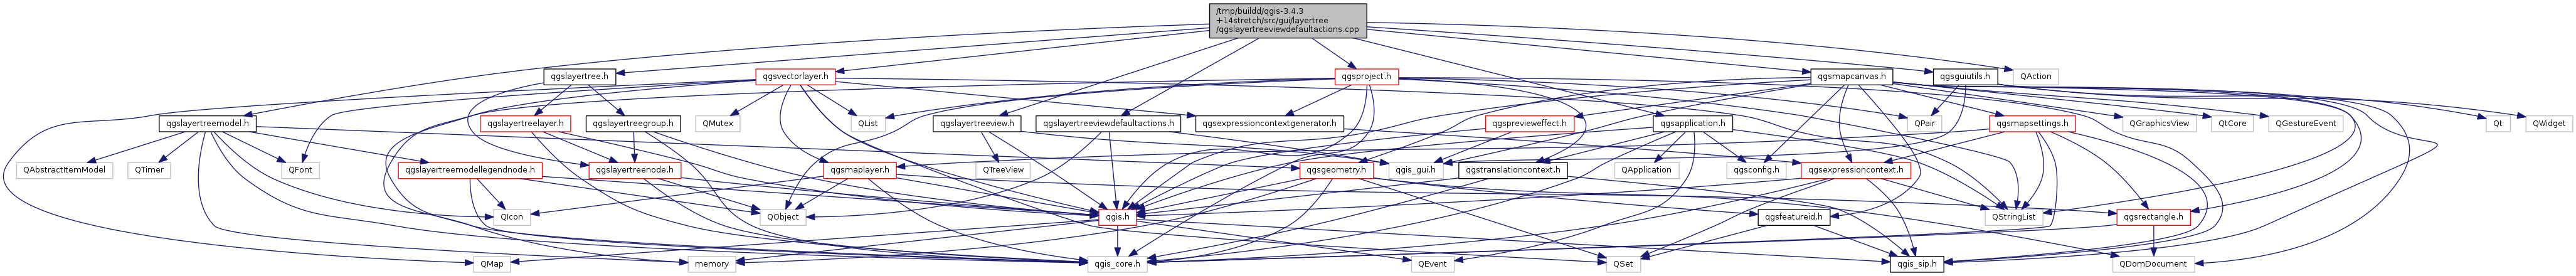 /tmp/buildd/qgis-3.4.3
+14stretch/src/gui/layertree
/qgslayertreeviewdefaultactions.cpp
qgslayertree.h
qgsvectorlayer.h
qgsproject.h
qgsmapcanvas.h
qgsguiutils.h
QAction
qgslayertreemodel.h
qgslayertreelayer.h
qgslayertreegroup.h
QMutex
QList
qgsexpressioncontextgenerator.h
qgslayertreeview.h
qgslayertreeviewdefaultactions.h
qgsprevieweffect.h
qgsapplication.h
QPair
qgsmapsettings.h
QGraphicsView
QtCore
QGestureEvent
Qt
QWidget
QAbstractItemModel
QTimer
QFont
qgslayertreemodellegendnode.h
qgslayertreenode.h
qgsmaplayer.h
QTreeView
qgis_gui.h
qgsgeometry.h
qgstranslationcontext.h
QApplication
qgsconfig.h
qgsexpressioncontext.h
QIcon
QObject
qgis.h
qgsfeatureid.h
QStringList
qgsrectangle.h
QMap
memory
qgis_core.h
QEvent
QSet
qgis_sip.h
QDomDocument